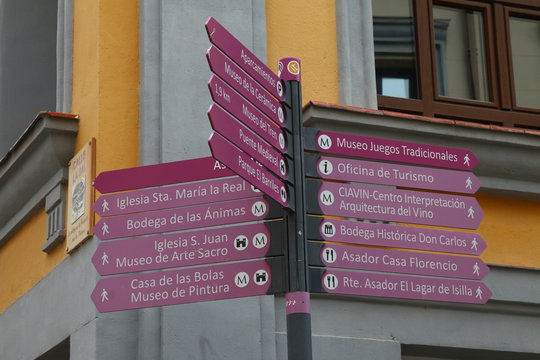 Aparcamiento
Museo de la Cerámica
1,9 km
Museo del Tren
Puente Medieval
Parque El Barriles
Iglesia Sta. María la Real
Bodega de las Ánimas
M
Iglesia S. Juan
Museo de Arte Sacro
M
Casa de las Bolas
Museo de Pintura
M
M
Museo Juegos Tradicionales
i
Oficina de Turismo
M
CIAVIN-Centro Interpretación
Arquitectura del Vino
Bodega Histórica Don Carlos
Asador Casa Florencio
Rte. Asador El Lagar de Isilla